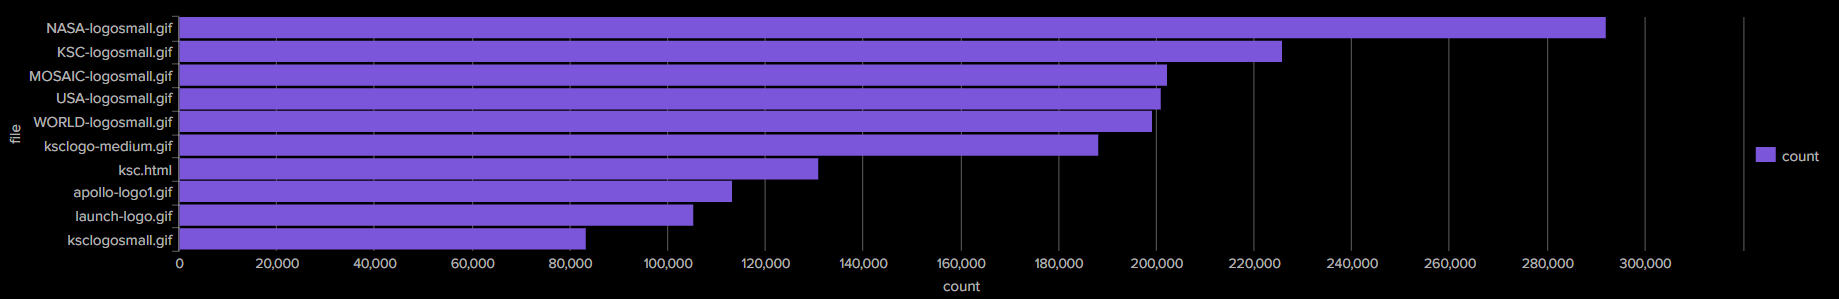 NASA-logosmall.gif
KSC-logosmall.gif
MOSAIC-logosmall.gif
USA-logosmall.gif
WORLD-logosmall.gif
ksclogo-medium.gif
ksc.html
apollo-logo1.gif
launch-logo.gif
ksclogosmall.gif
file
0 20,000 40,000 60,000 80,000 100,000 120,000 140,000 160,000 180,000 200,000 220,000 240,000 260,000 280,000 300,000
count
count